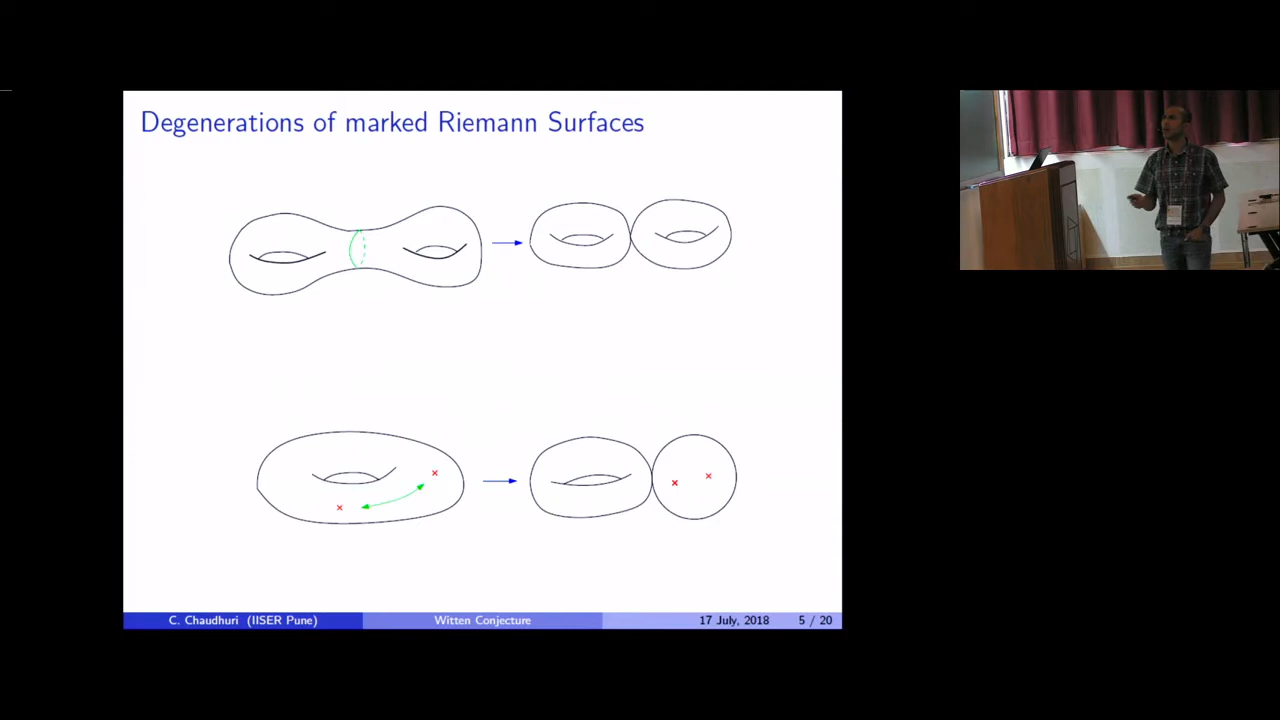 Degenerations of marked Riemann Surfaces
C. Chaudhuri (IISER Pune) Witten Conjecture 17 July, 2018 5 / 20